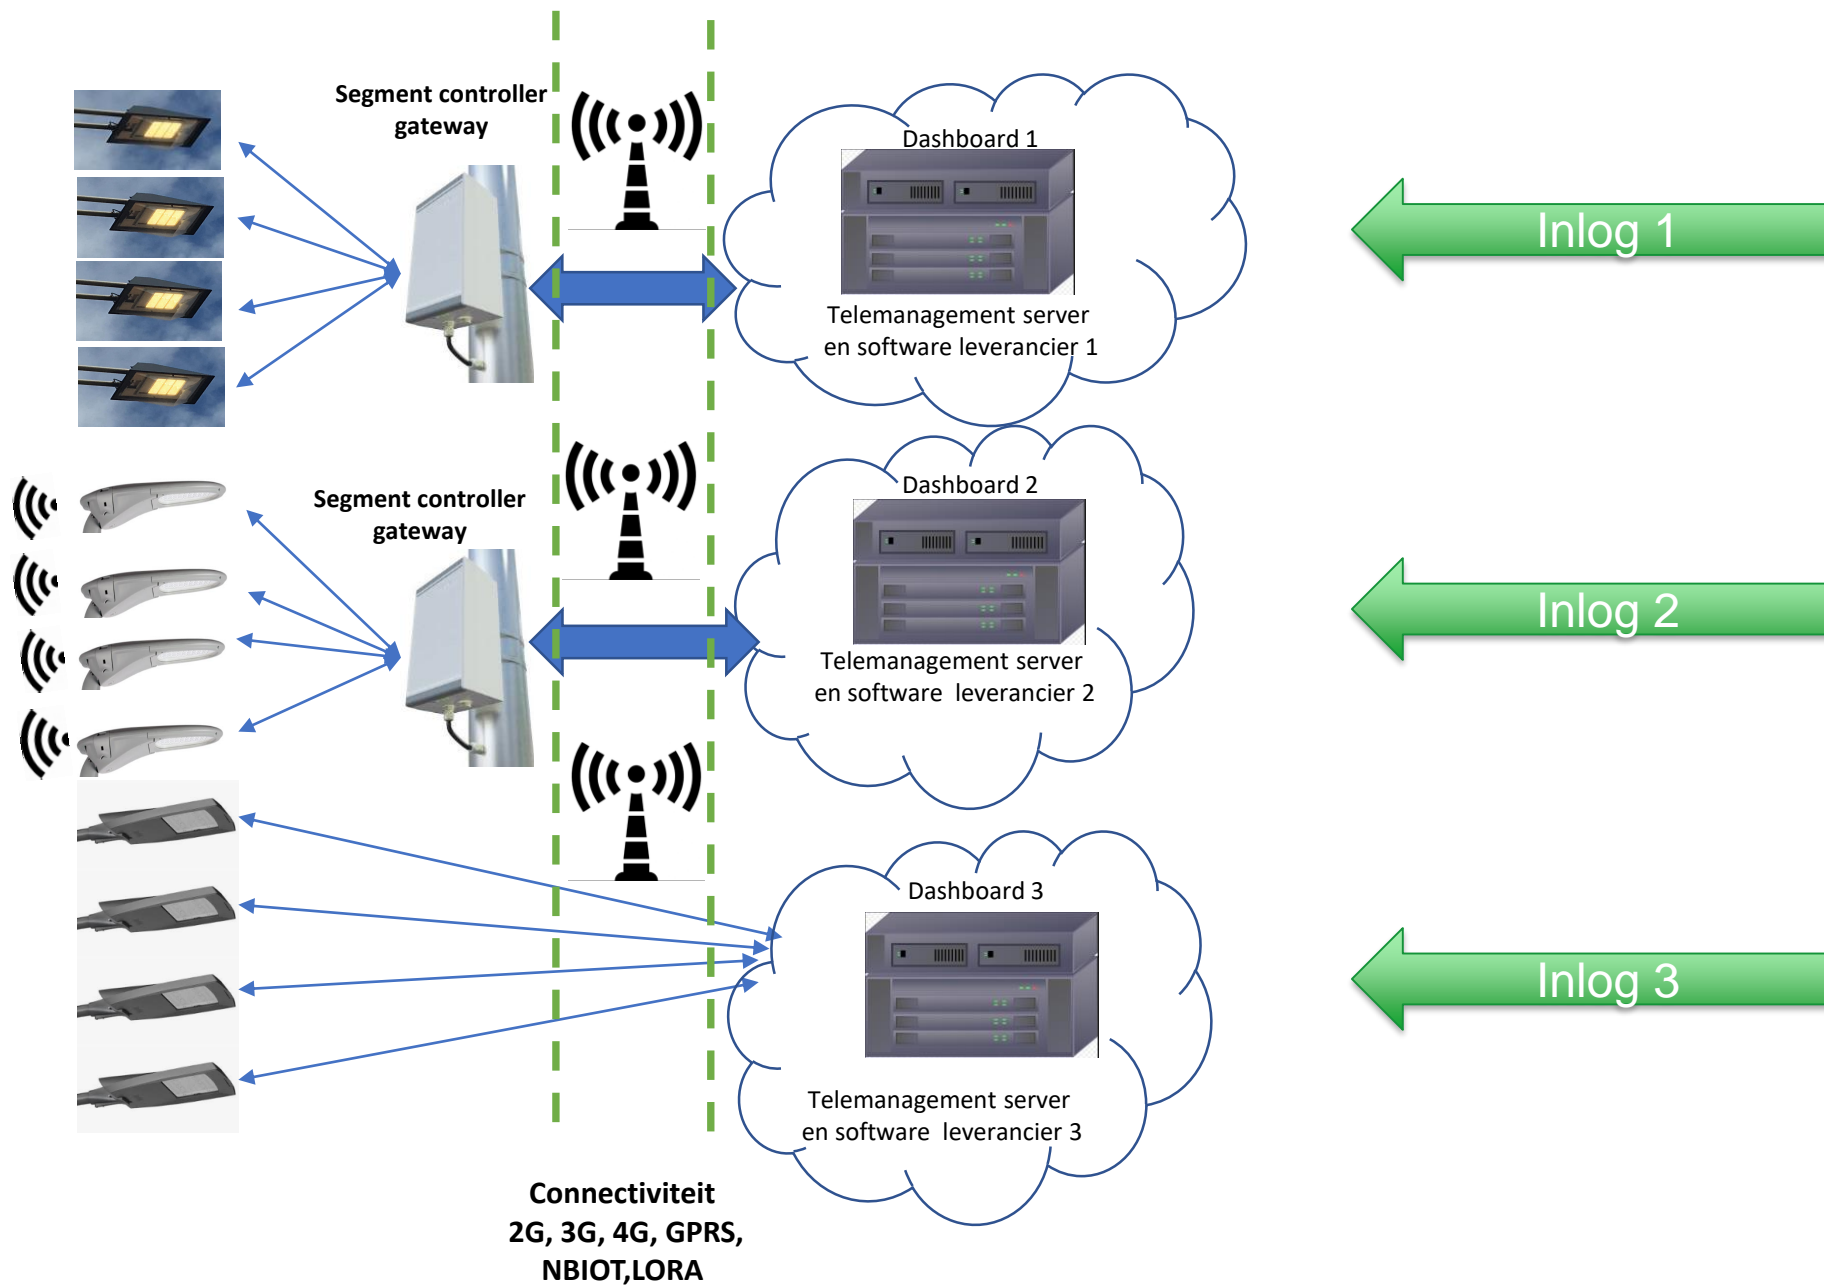 Segment controller
gateway
Dashboard 1
Telemanagement server
en software leverancier 1
Inlog 1
Segment controller
gateway
Dashboard 2
Telemanagement server
en software  leverancier 2
Inlog 2
Dashboard 3
Telemanagement server
en software  leverancier 3
Inlog 3
Connectiviteit
2G, 3G, 4G, GPRS,
NBIOT,LORA